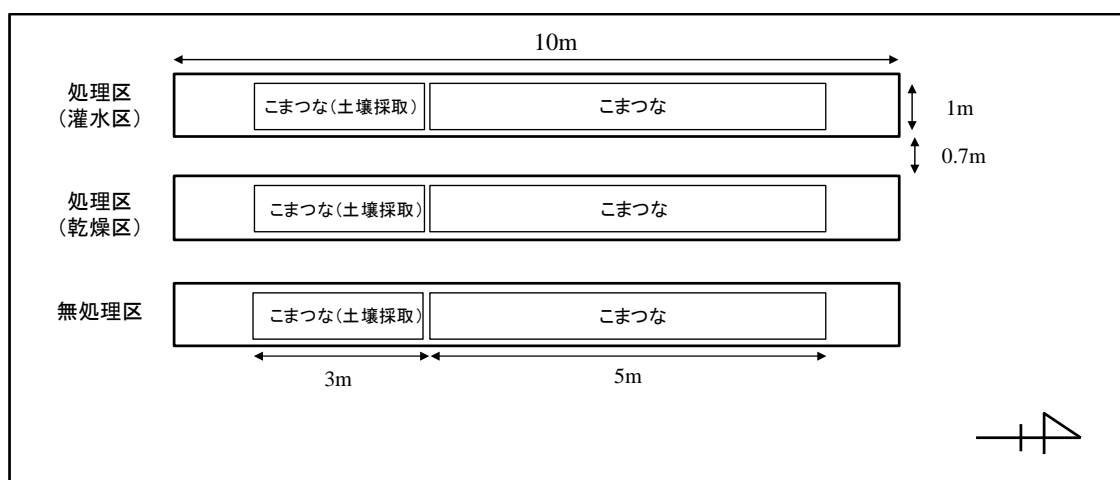 10m
処理区
(灌水区)
こまつな(土壌採取)
こまつな
1m
0.7m
処理区
(乾燥区)
こまつな(土壌採取)
こまつな
無処理区
こまつな(土壌採取)
こまつな
3m
5m